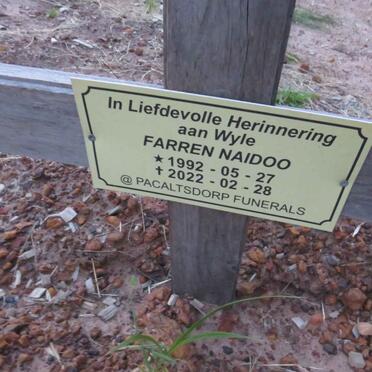 In Liefdevolle Herinnering
aan Wyle
FARREN NAIDOO
★ 1992 - 05 - 27
✝ 2022 - 02 - 28
@ PACALTSDORP FUNERALS